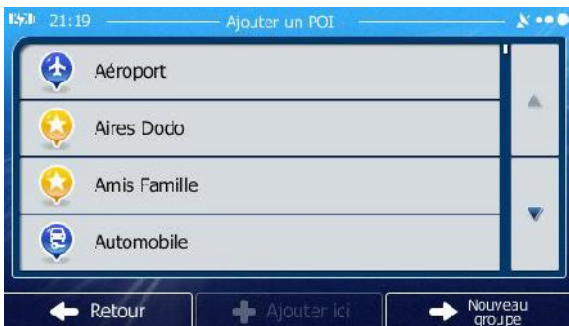 21:19 Ajouter un POI
Aéroport
Aires Dodo
Amis Famille
Automobile
Retour
Ajouter ici
Nouveau
groupe